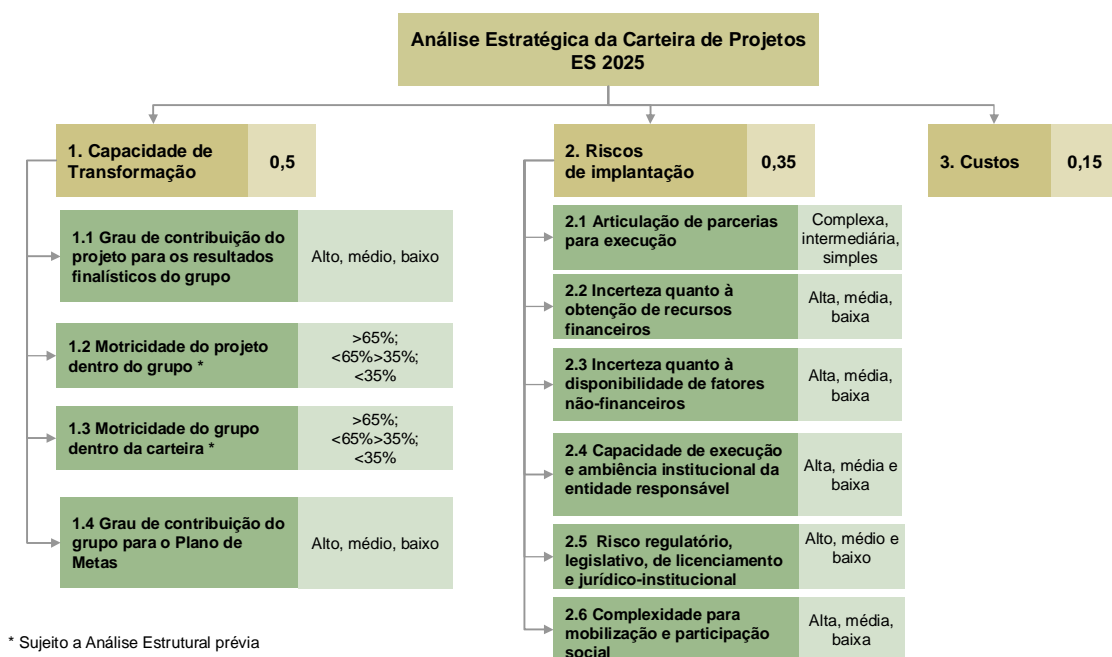 Análise Estratégica da Carteira de Projetos
ES 2025
1. Capacidade de
Transformação
0,5
1.1 Grau de contribuição do
projeto para os resultados
finalísticos do grupo
Alto, médio, baixo
1.2 Motricidade do projeto
dentro do grupo *
>65%;
<65%>35%;
<35%
1.3 Motricidade do grupo
dentro da carteira *
>65%;
<65%>35%;
<35%
1.4 Grau de contribuição do
grupo para o Plano de
Metas
Alto, médio, baixo
2. Riscos
de implantação
0,35
2.1 Articulação de parcerias
para execução
Complexa,
intermediária,
simples
2.2 Incerteza quanto à
obtenção de recursos
financeiros
Alta, média,
baixa
2.3 Incerteza quanto à
disponibilidade de fatores
não-financeiros
Alta, média,
baixa
2.4 Capacidade de execução
e ambiência institucional da
entidade responsável
Alta, média e
baixa
2.5 Risco regulatório,
legislativo, de licenciamento
e jurídico-institucional
Alto, médio e
baixo
2.6 Complexidade para
mobilização e participação
social
Alta, média,
baixa
3. Custos
0,15
* Sujeito a Análise Estrutural prévia